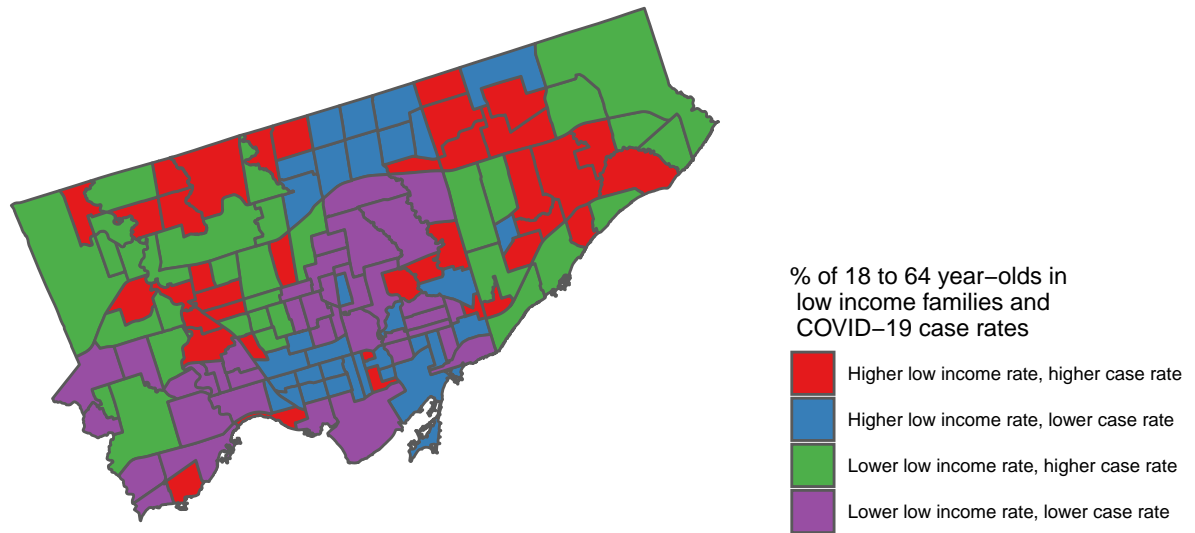 % of 18 to 64 year−olds in
low income families and
COVID−19 case rates
Higher low income rate, higher case rate
Higher low income rate, lower case rate
Lower low income rate, higher case rate
Lower low income rate, lower case rate